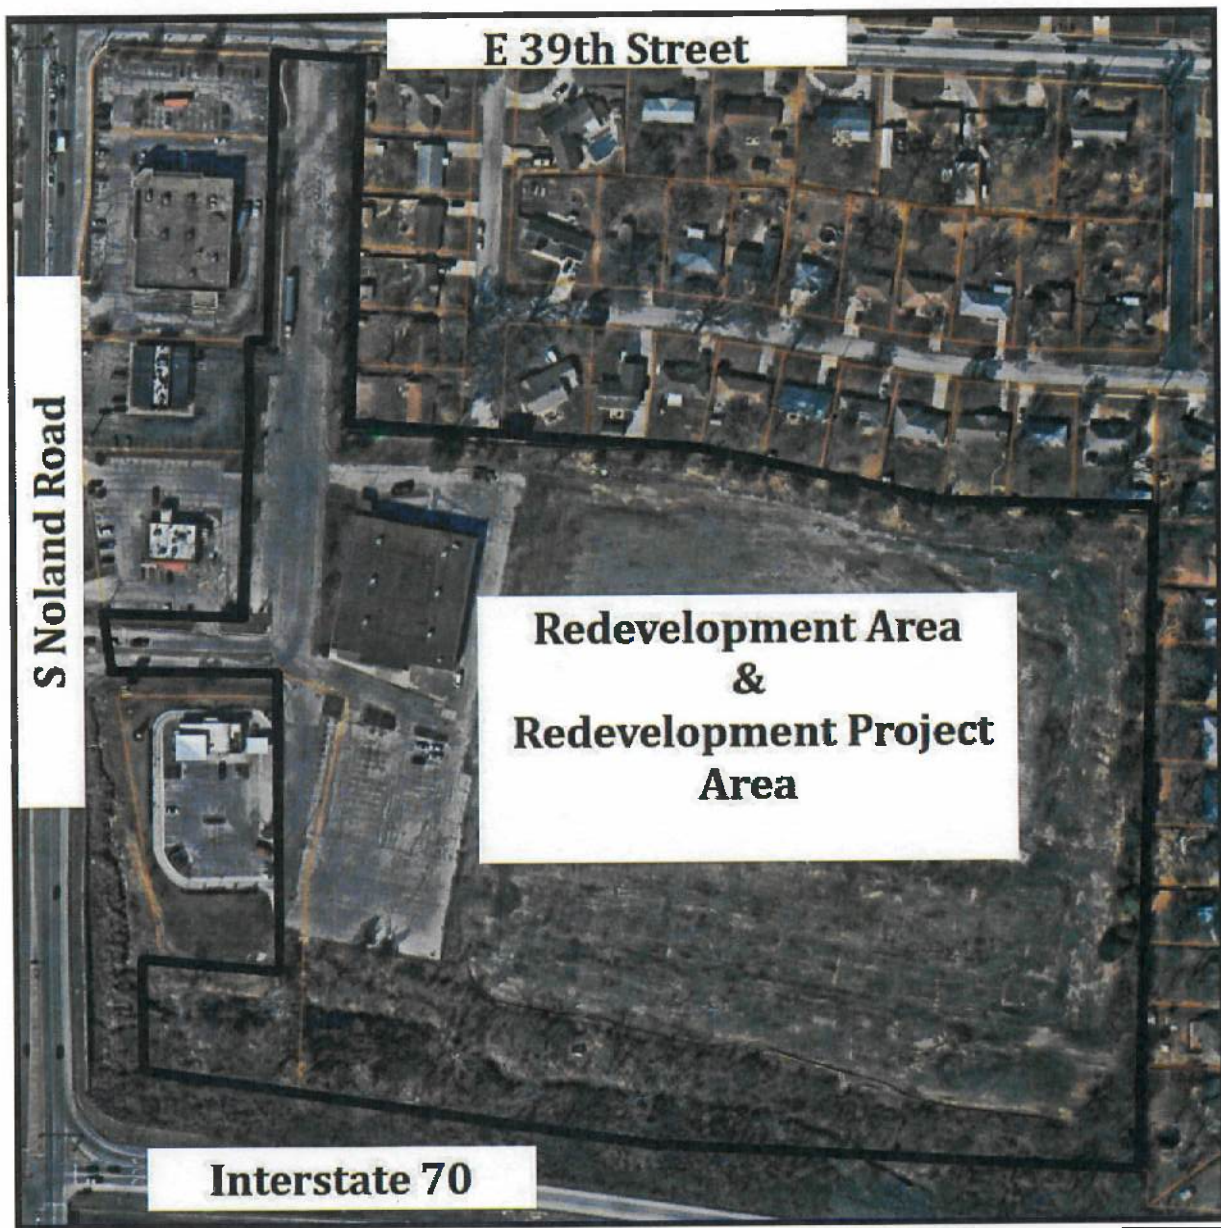 E 39th Street
S Noland Road
Redevelopment Area
&
Redevelopment Project
Area
Interstate 70